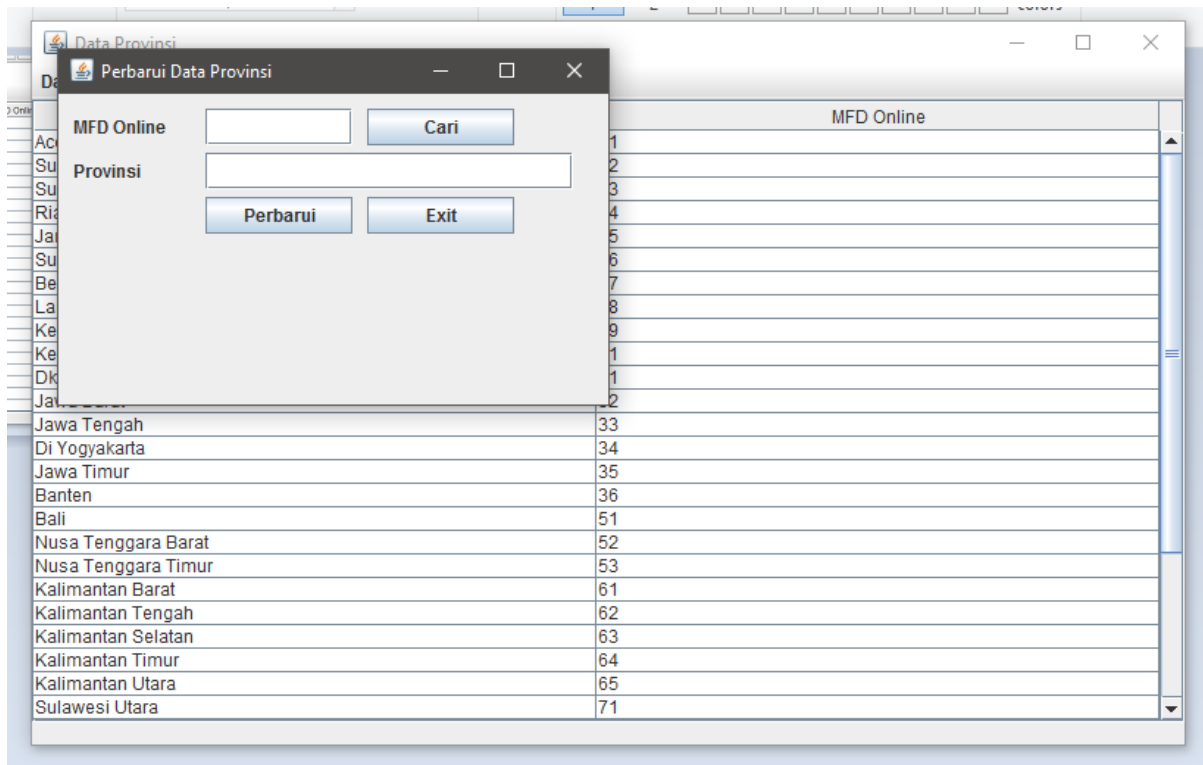 Data Provinsi
Perbarui Data Provinsi
MFD Online
MFD Online
Cari
Provinsi
Perbarui
Exit
Jawa Tengah 33
Di Yogyakarta 34
Jawa Timur 35
Banten 36
Bali 51
Nusa Tenggara Barat 52
Nusa Tenggara Timur 53
Kalimantan Barat 61
Kalimantan Tengah 62
Kalimantan Selatan 63
Kalimantan Timur 64
Kalimantan Utara 65
Sulawesi Utara 71